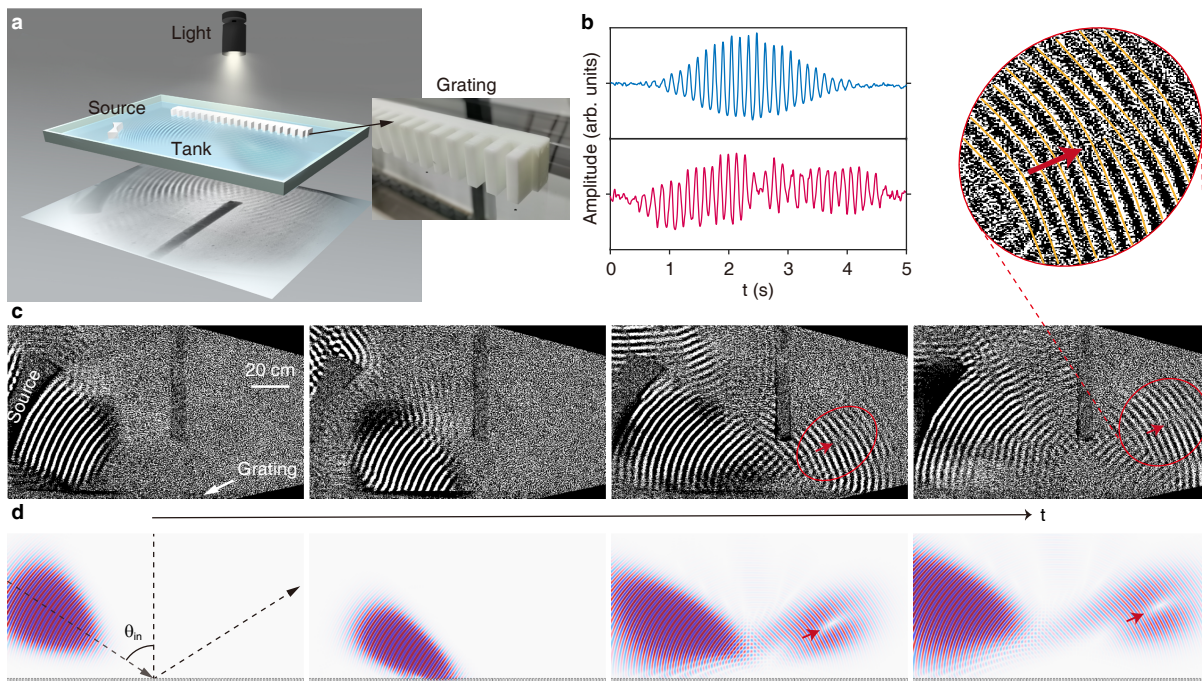 a
Light
Source
Tank
Grating
b
Amplitude (arb. units)
0 1 2 3 4 5
t (s)
c
Source
20 cm
Grating
d
t
θin